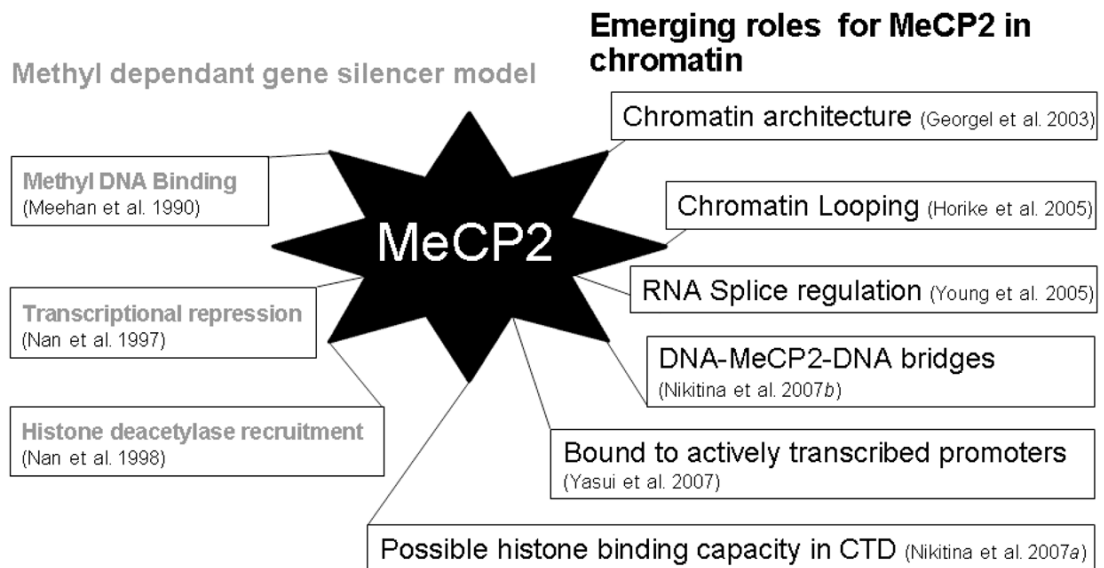 Emerging roles for MeCP2 in
chromatin
Methyl dependant gene silencer model
Methyl DNA Binding
(Meehan et al. 1990)
Transcriptional repression
(Nan et al. 1997)
Histone deacetylase recruitment
(Nan et al. 1998)
MeCP2
Chromatin architecture (Georgel et al. 2003)
Chromatin Looping (Horike et al. 2005)
RNA Splice regulation (Young et al. 2005)
DNA-MeCP2-DNA bridges
(Nikitina et al. 2007b)
Bound to actively transcribed promoters
(Yasui et al. 2007)
Possible histone binding capacity in CTD (Nikitina et al. 2007a)